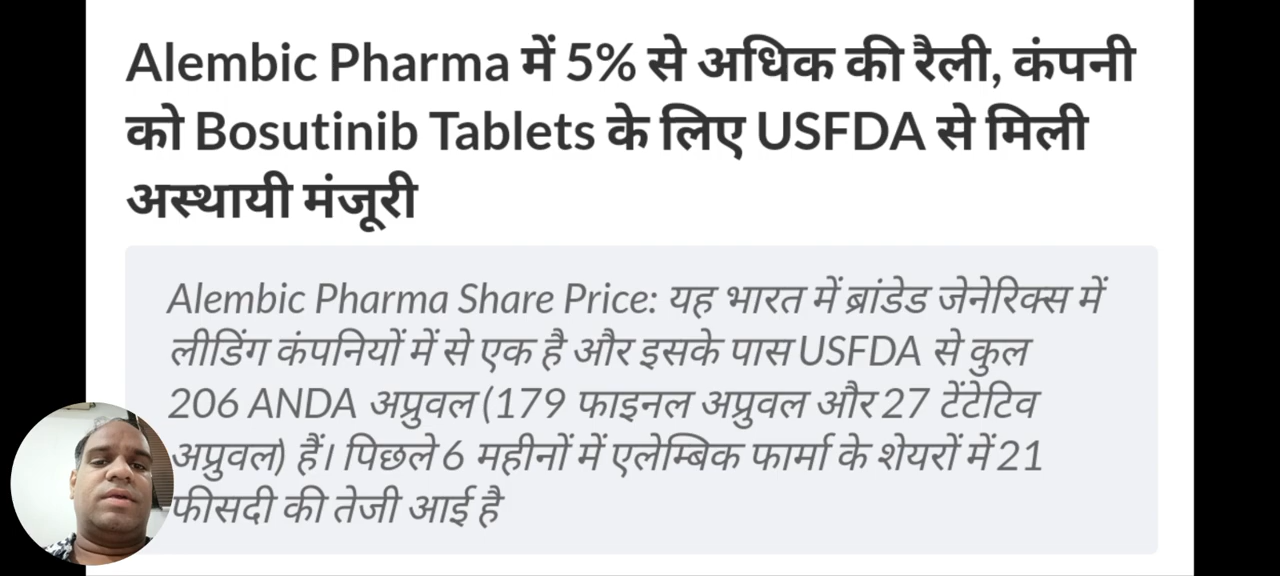 Alembic Pharma में 5% से अधिक की रैली, कंपनी
को Bosutinib Tablets के लिए USFDA से मिली
अस्थायी मंजूरी
Alembic Pharma Share Price: यह भारत में ब्रांडेड जेनेरिक्स में
लीडिंग कंपनियों में से एक है और इसके पास USFDA से कुल
206 ANDA अप्रुवल (179 फाइनल अप्रुवल और 27 टेंटेटिव
अप्रुवल) हैं। पिछले 6 महीनों में एलेम्बिक फार्मा के शेयरों में 21
फीसदी की तेजी आई है